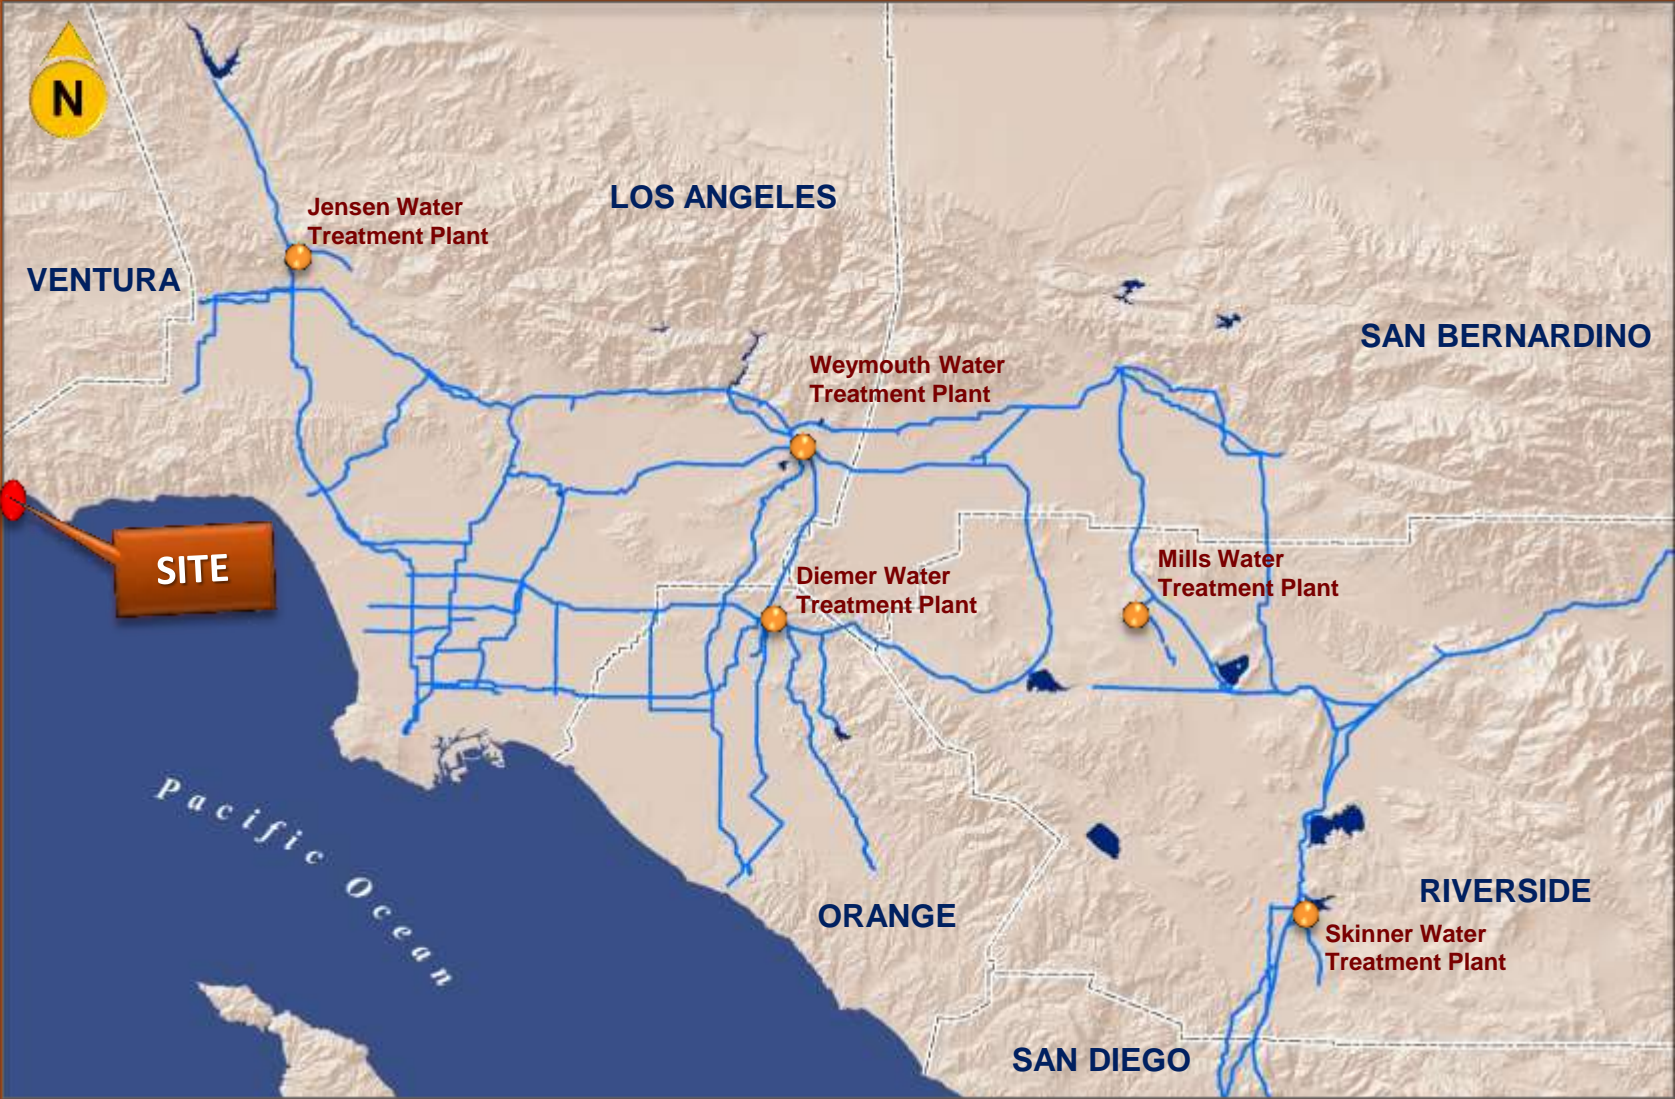 N
LOS ANGELES
Jensen Water
Treatment Plant
VENTURA
SAN BERNARDINO
Weymouth Water
Treatment Plant
SITE
Mills Water
Treatment Plant
Diemer Water
Treatment Plant
Pacific Ocean
RIVERSIDE
ORANGE
Skinner Water
Treatment Plant
SAN DIEGO